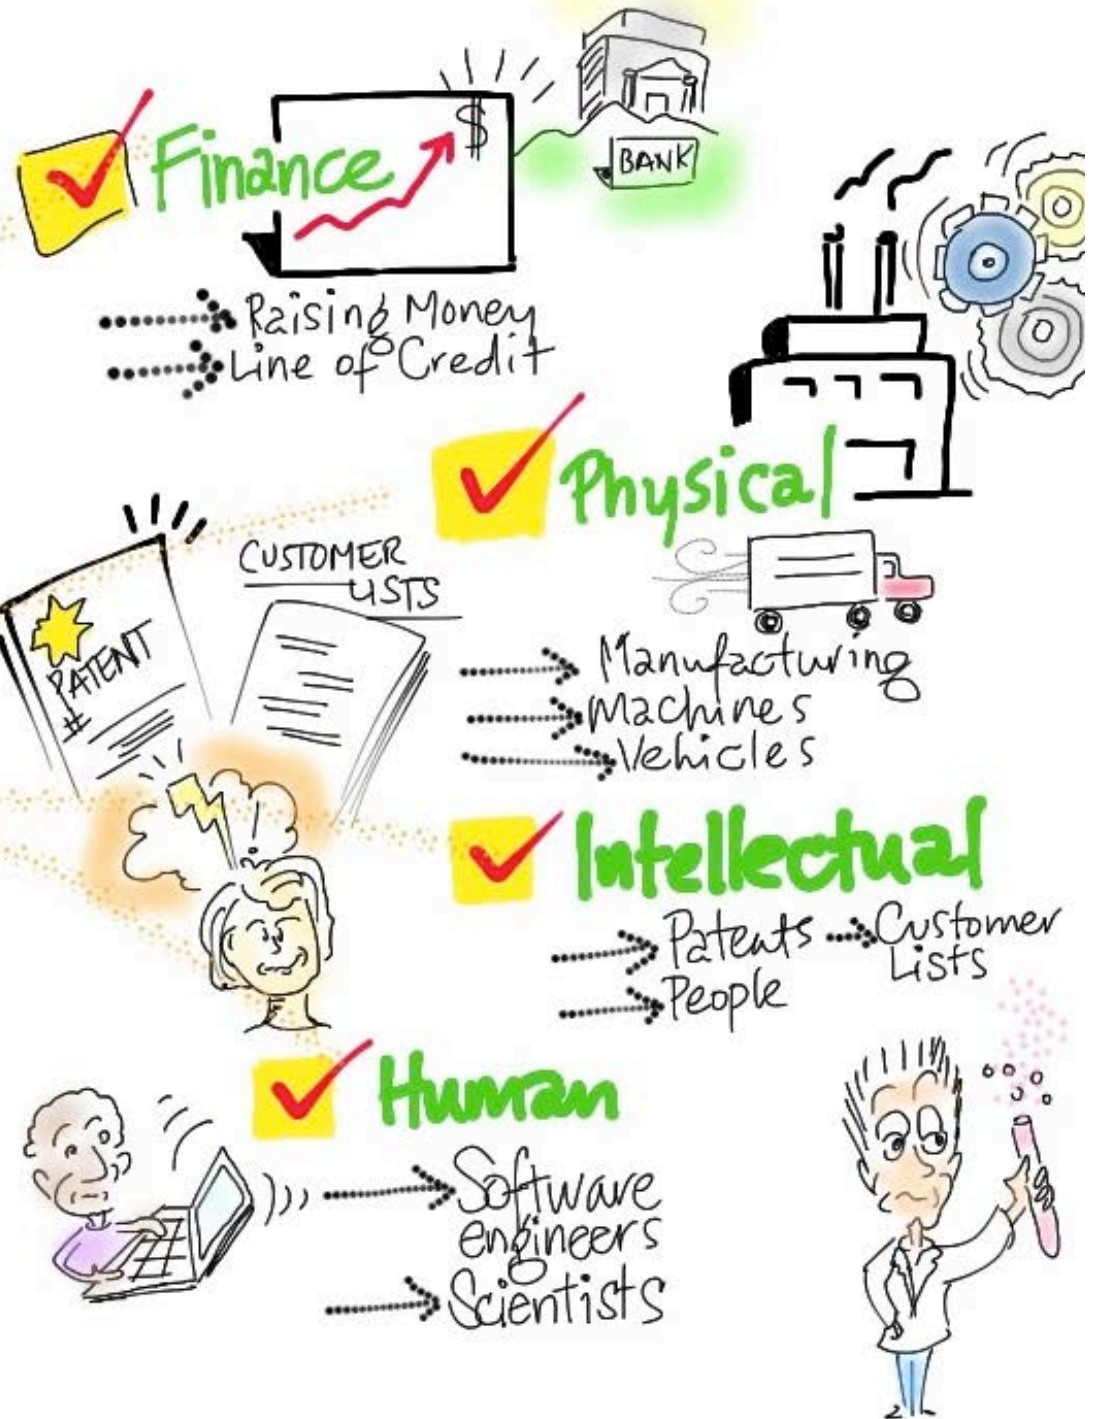 Finance
$
BANK
Raising Money
Line of Credit
Physical
Manufacturing
Machines
Vehicles
CUSTOMER
LISTS
PATENT
#
Intellectual
Patents Customer
Lists
People
Human
Software
engineers
Scientists